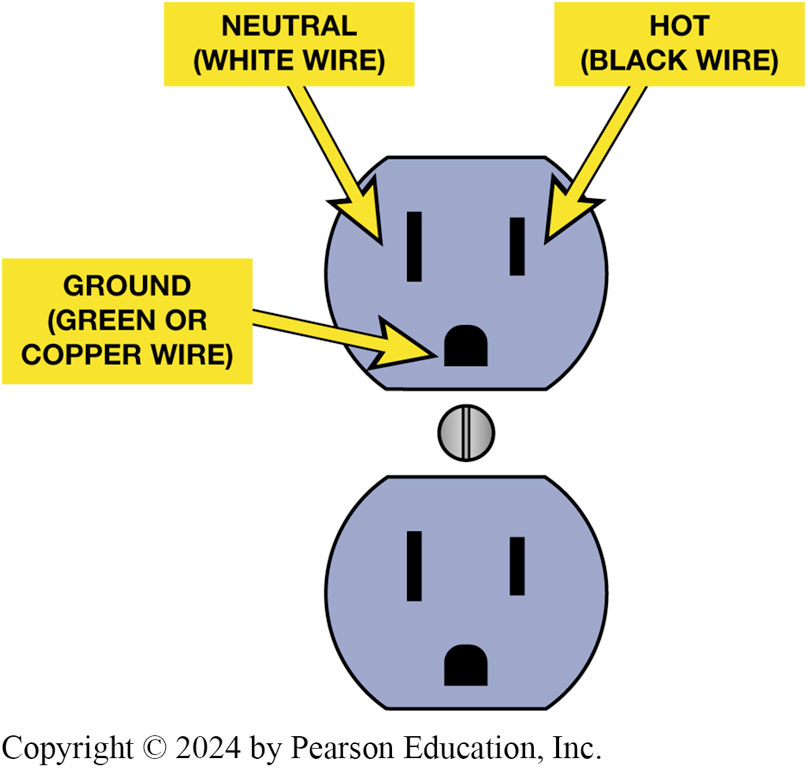 NEUTRAL
(WHITE WIRE)
HOT
(BLACK WIRE)
GROUND
(GREEN OR
COPPER WIRE)
Copyright © 2024 by Pearson Education, Inc.